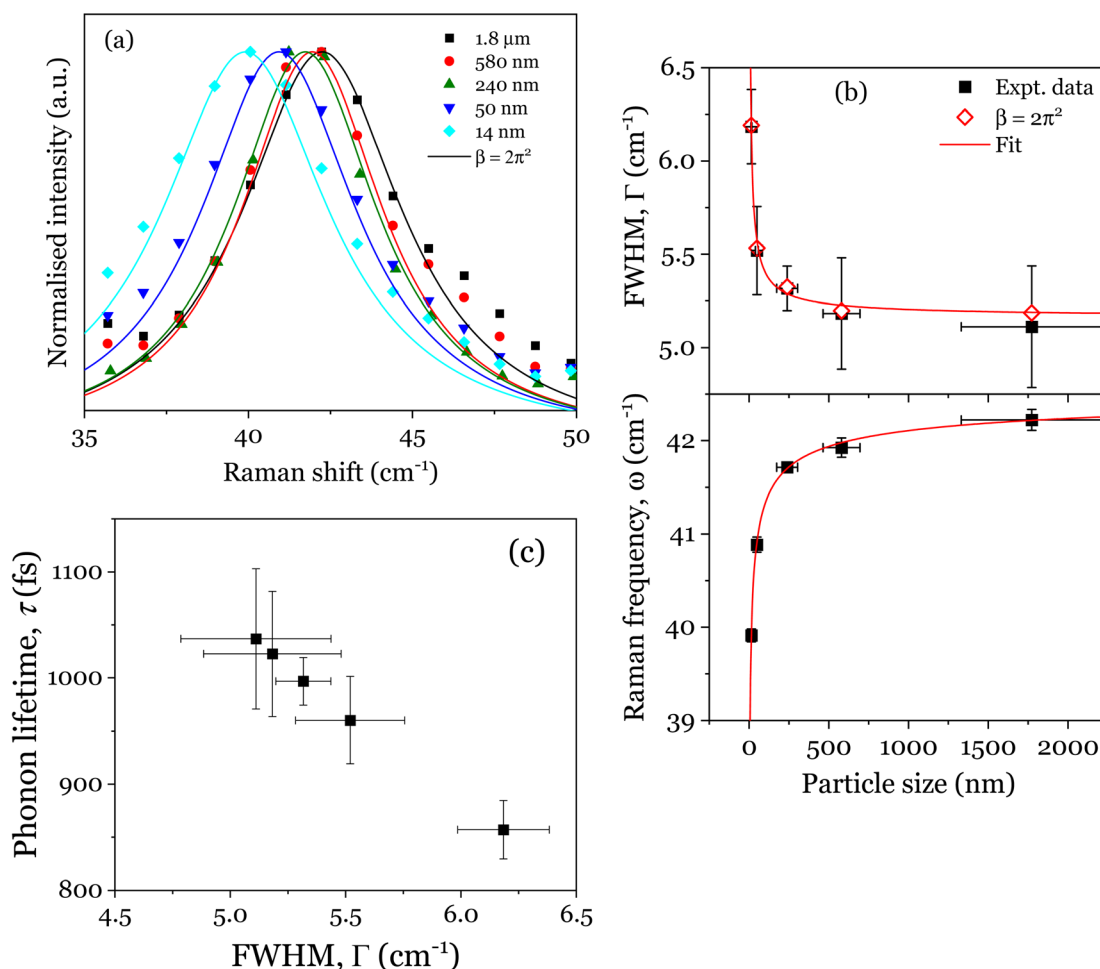 (a)
1.8 μm
580 nm
240 nm
50 nm
14 nm
β = 2π²
Normalised intensity (a.u.)
35 40 45 50
Raman shift (cm⁻¹)
(b)
Expt. data
β = 2π²
Fit
FWHM, Γ (cm⁻¹)
6.5
6.0
5.5
5.0
Raman frequency, ω (cm⁻¹)
42
41
40
39
0 500 1000 1500 2000
Particle size (nm)
(c)
Phonon lifetime, τ (fs)
1100
1000
900
800
4.5 5.0 5.5 6.0 6.5
FWHM, Γ (cm⁻¹)